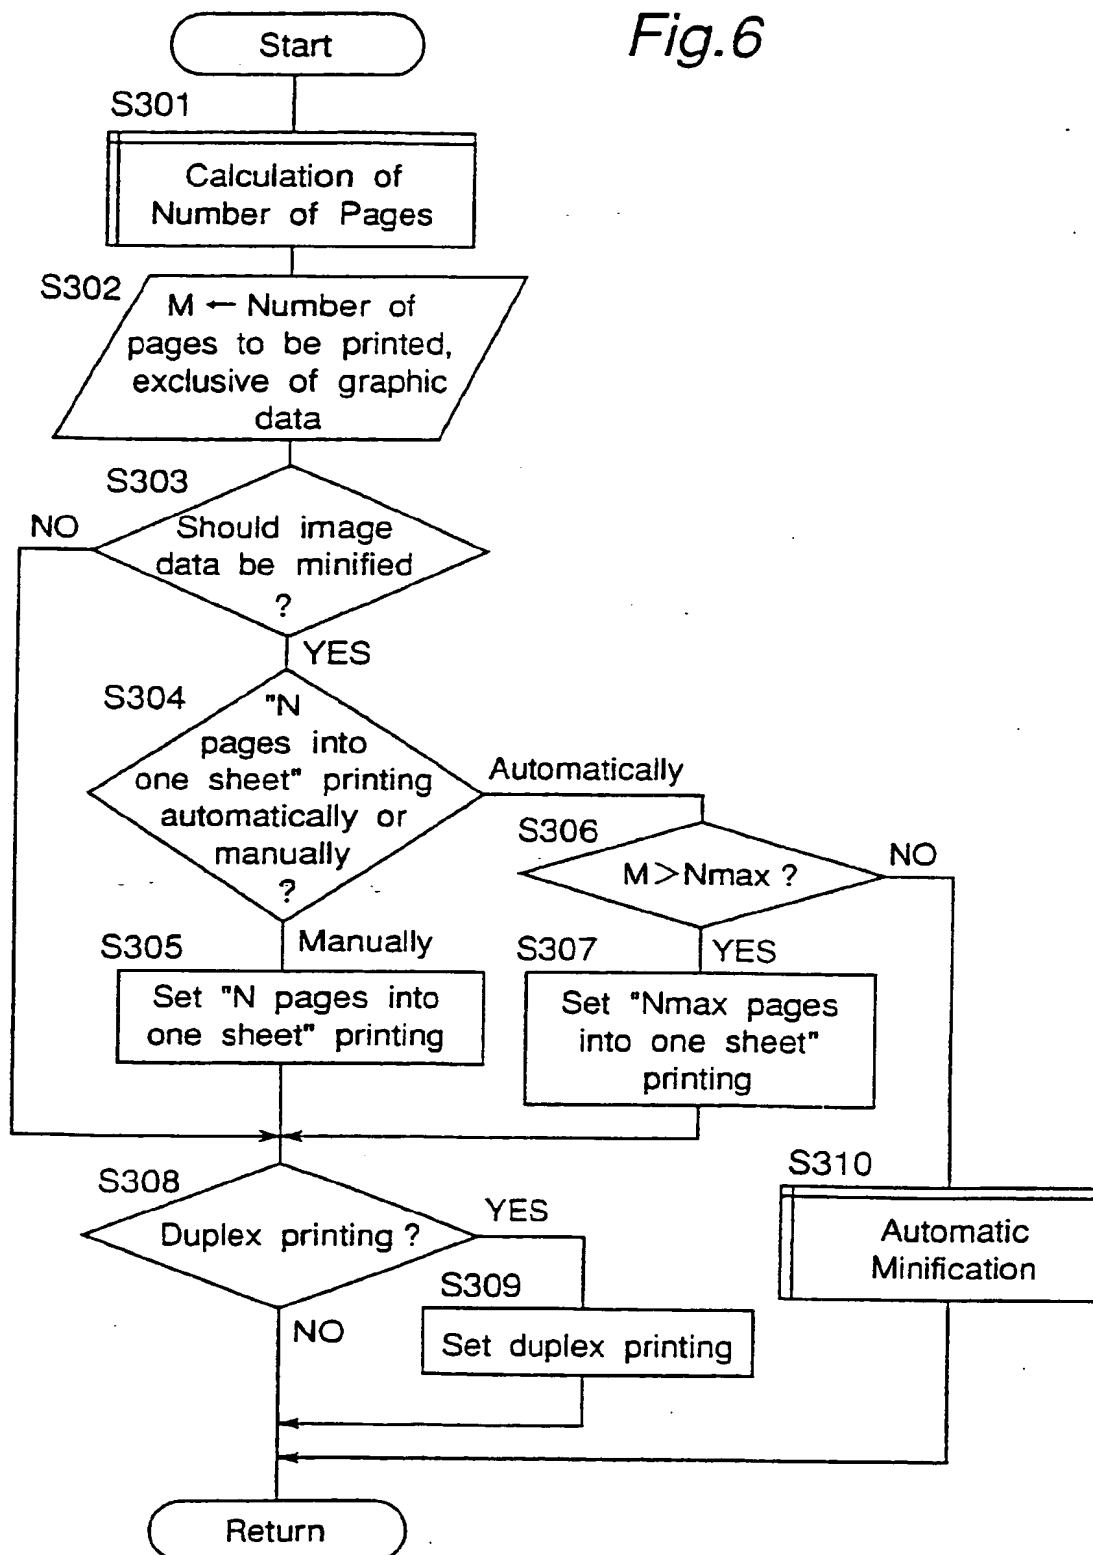 Fig.6
Start
S301
Calculation of
Number of Pages
S302
M ← Number of
pages to be printed,
exclusive of graphic
data
S303
NO
Should image
data be minified
?
YES
S304
"N
pages into
one sheet" printing
automatically or
manually
?
Automatically
S306
M>Nmax ?
NO
Manually
S305
Set "N pages into
one sheet" printing
YES
S307
Set "Nmax pages
into one sheet"
printing
S310
Automatic
Minification
S308
Duplex printing ?
YES
S309
Set duplex printing
NO
Return